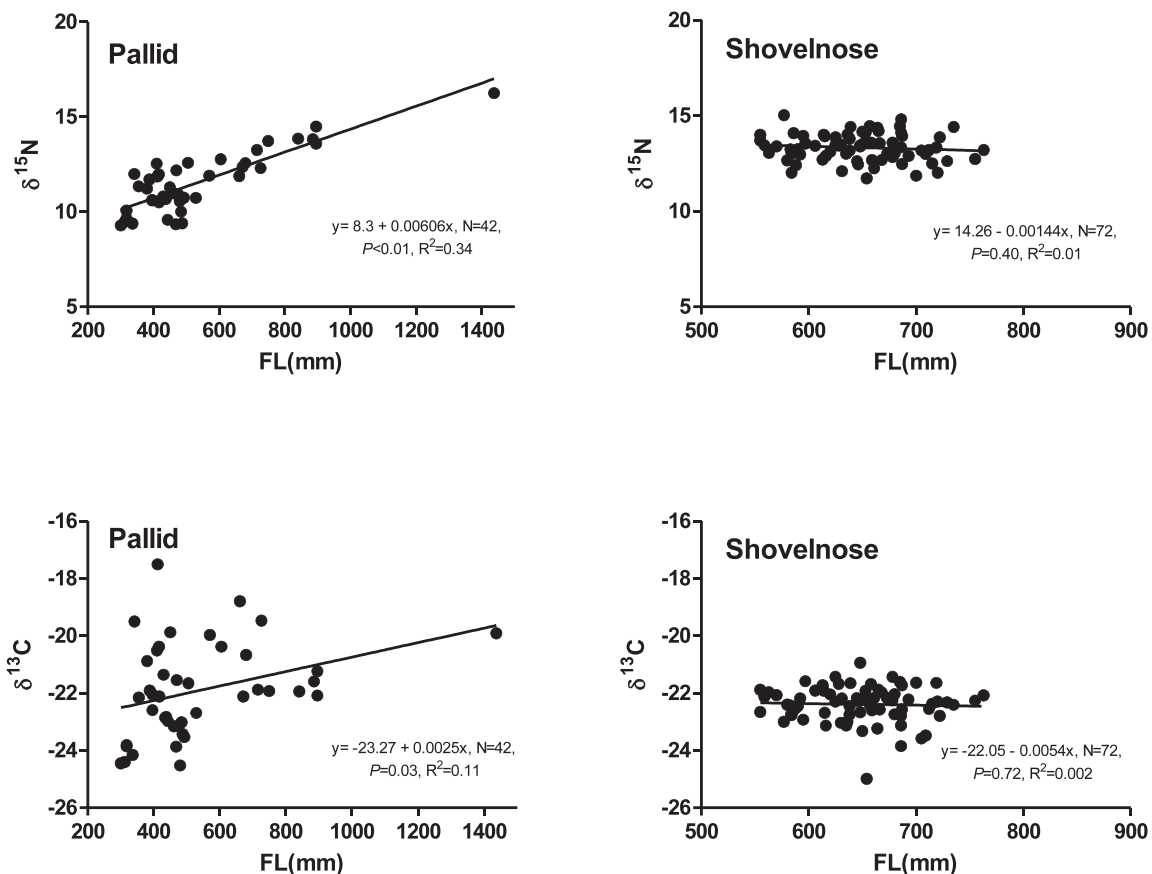 Pallid
20
15
10
5
δ15N
200 400 600 800 1000 1200 1400
FL(mm)
y= 8.3 + 0.00606x, N=42,
P<0.01, R2=0.34
Shovelnose
20
15
10
5
δ15N
500 600 700 800 900
FL(mm)
y= 14.26 - 0.00144x, N=72,
P=0.40, R2=0.01
Pallid
-16
-18
-20
-22
-24
-26
δ13C
200 400 600 800 1000 1200 1400
FL(mm)
y= -23.27 + 0.0025x, N=42,
P=0.03, R2=0.11
Shovelnose
-16
-18
-20
-22
-24
-26
δ13C
500 600 700 800 900
FL(mm)
y= -22.05 - 0.0054x, N=72,
P=0.72, R2=0.002